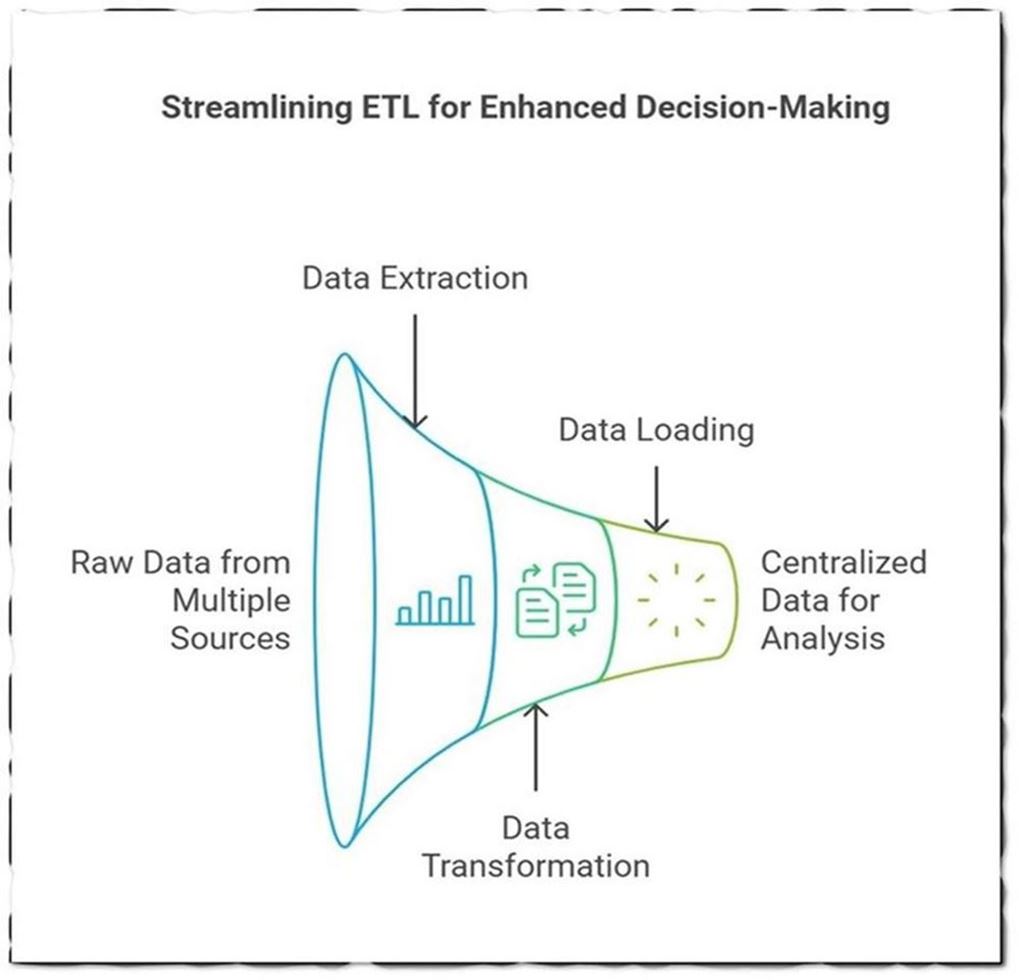 Streamlining ETL for Enhanced Decision-Making
Data Extraction
Data Loading
Raw Data from
Multiple
Sources
Centralized
Data for
Analysis
Data
Transformation